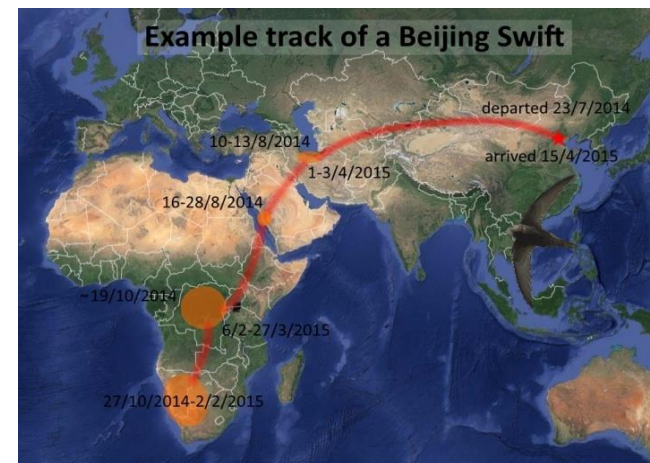 Example track of a Beijing Swift
departed 23/7/2014
10-13/8/2014
arrived 15/4/2015
1-3/4/2015
16-28/8/2014
~19/10/2014
6/2-27/3/2015
27/10/2014-2/2/2015